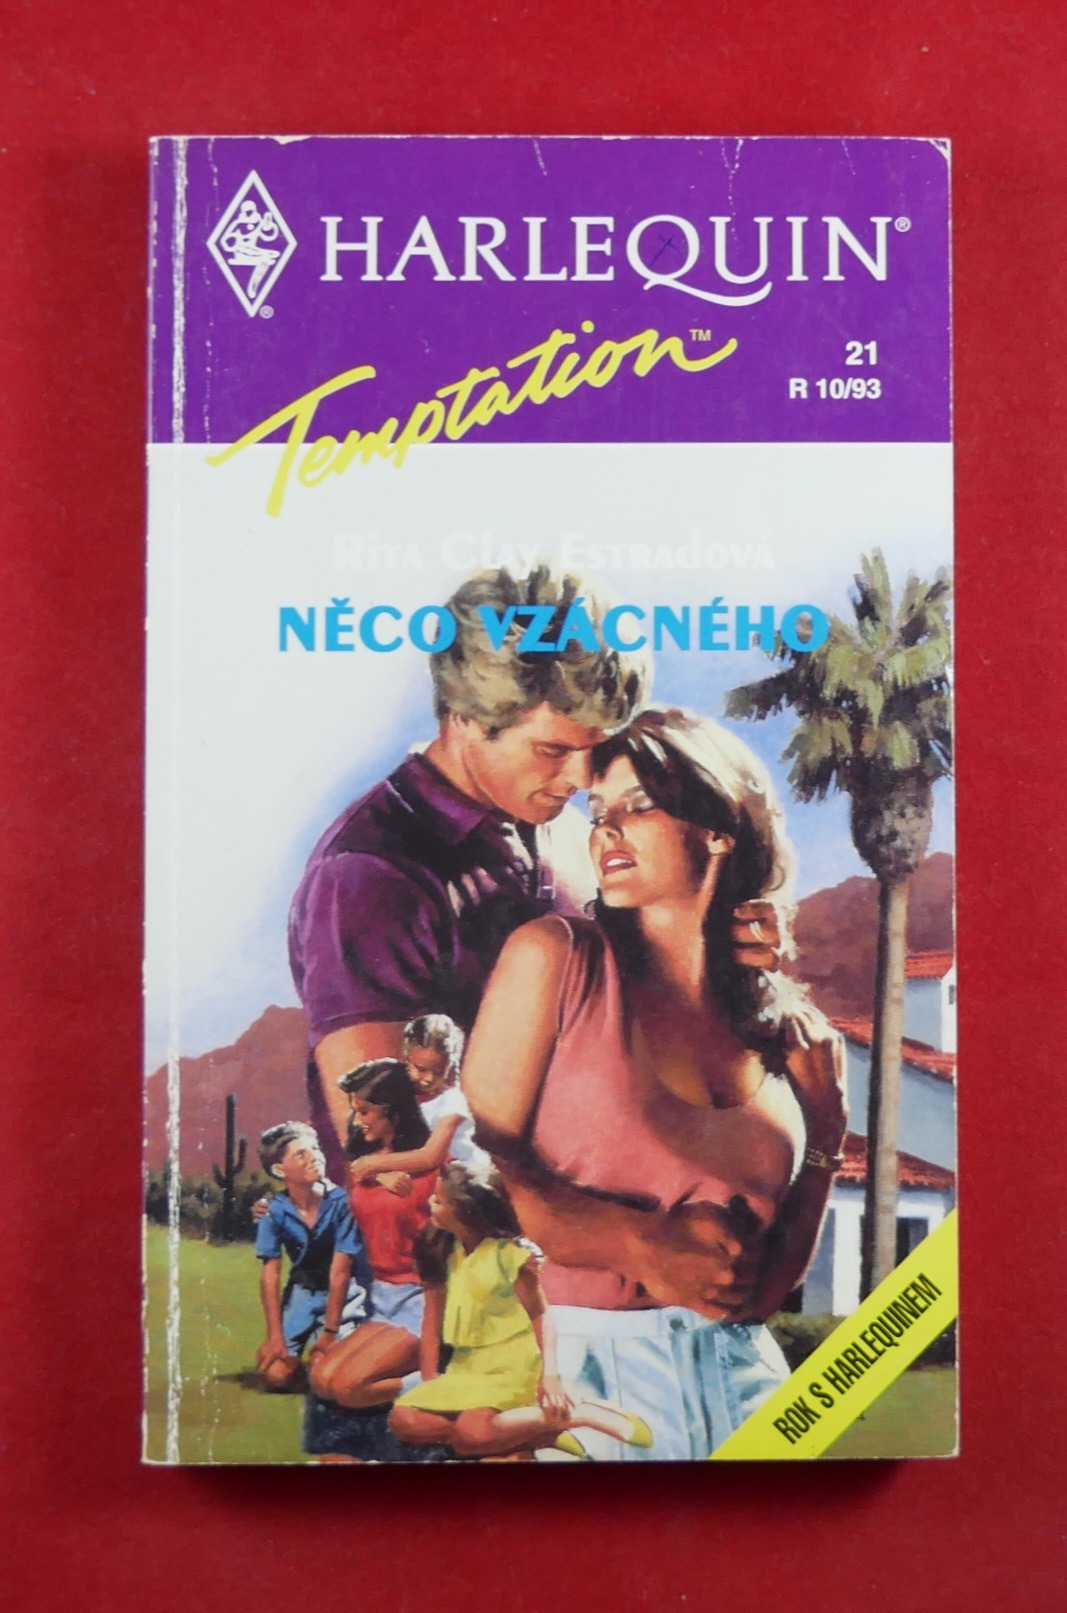 HARLEQUIN®
®
Temptation™
21
R 10/93
Rita Clay Estradová
NĚCO VZÁCNÉHO
ROK S HARLEQUINEM